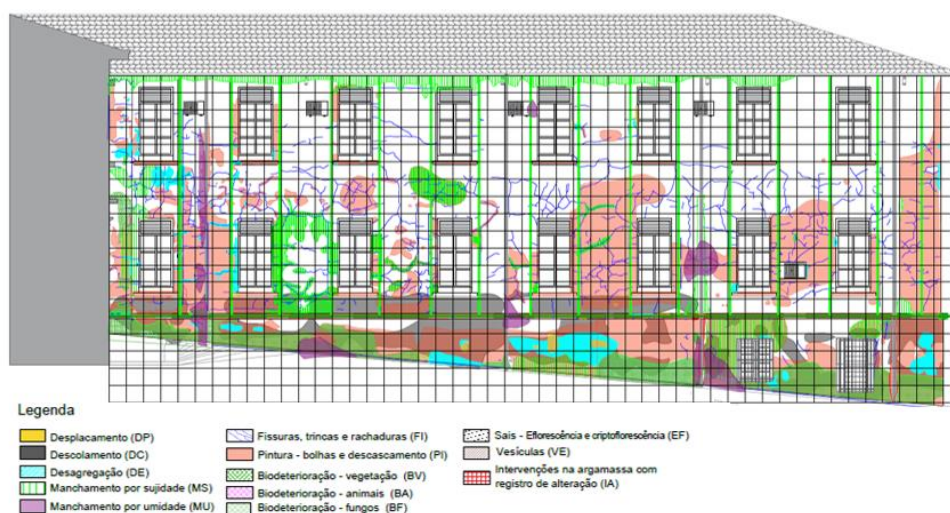 Legenda
Desplacamento (DP)
Descolamento (DC)
Desagregação (DE)
Manchamento por sujidade (MS)
Manchamento por umidade (MU)
Fissuras, trincas e rachaduras (FI)
Pintura - bolhas e descascamento (PI)
Biodeterioração - vegetação (BV)
Biodeterioração - animais (BA)
Biodeterioração - fungos (BF)
Sais - Eflorescência e criptoflorescência (EF)
Vesículas (VE)
Intervenções na argamassa com
registro de alteração (IA)